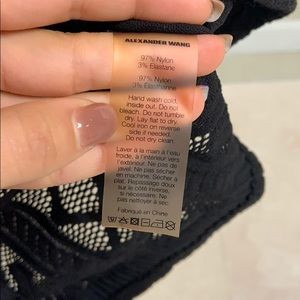 ALEXANDER WANG
97% Nylon
3% Elastane
97% Nylon
3% Elasthanne
Hand wash cold,
inside out. Do not
bleach. Do not tumble
dry. Lay flat to dry.
Cool iron on reverse
side if needed.
Do not dry clean.
Laver à la main à l'eau
froide, à l'intérieur vers
l'extérieur. Ne pas de
javel. Ne pas sécher
en machine. Sécher à
plat. Repassage doux
sur le côté inverse,
si nécessaire. Ne
pas nettoyer à sec.
Fabriqué en Chine